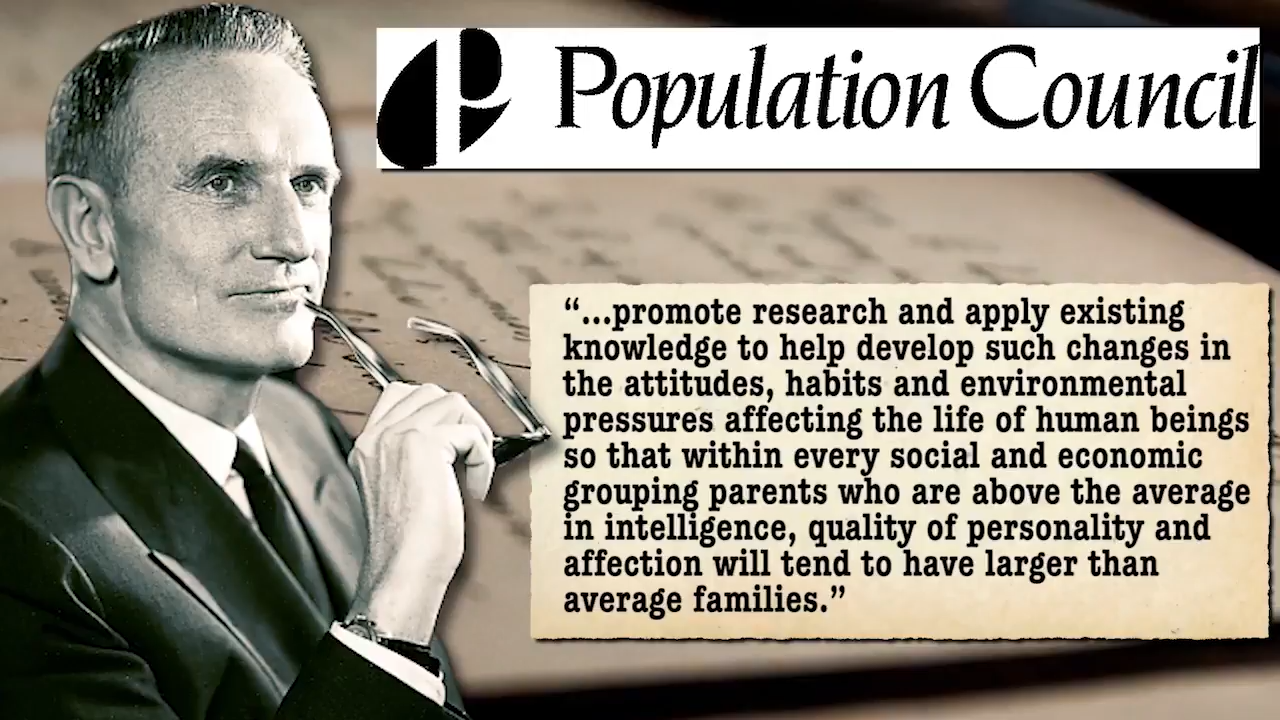 Population Council
“...promote research and apply existing
knowledge to help develop such changes in
the attitudes, habits and environmental
pressures affecting the life of human beings
so that within every social and economic
grouping parents who are above the average
in intelligence, quality of personality and
affection will tend to have larger than
average families.”